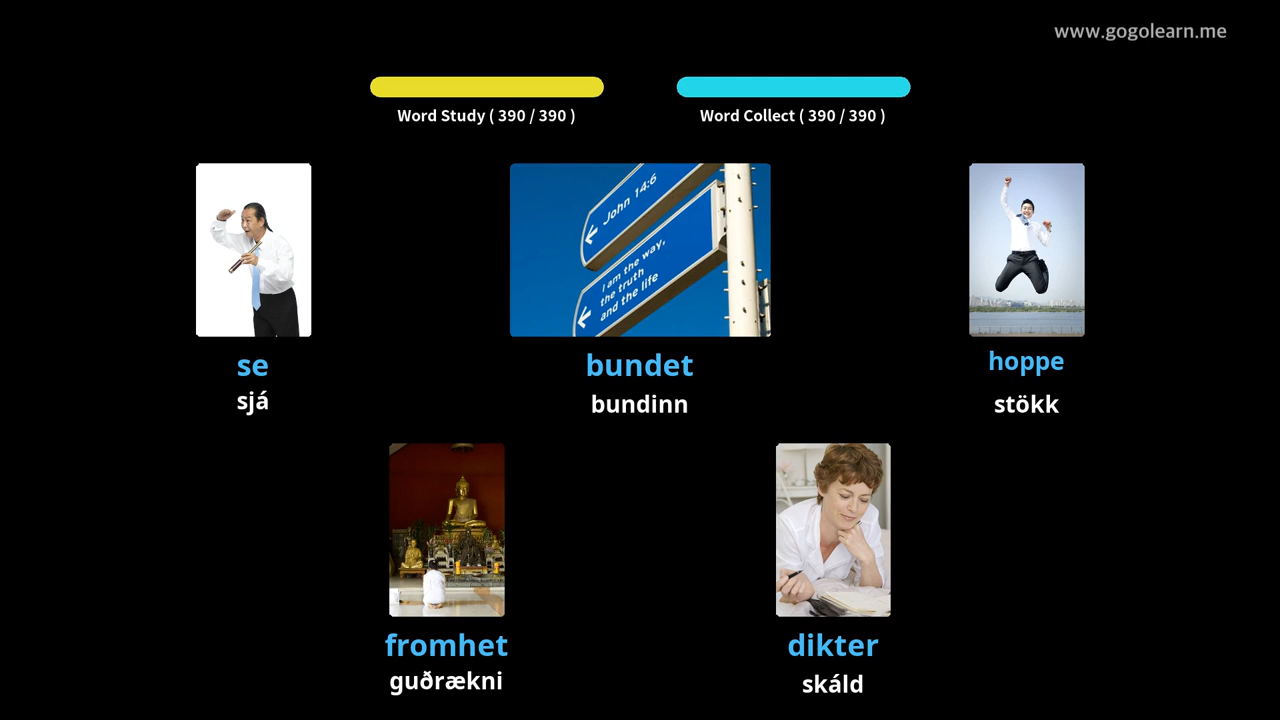 www.gogolearn.me
Word Study ( 390 / 390 )
Word Collect ( 390 / 390 )
John 14:6
I am the way,
the truth
and the life
se
sjá
bundet
bundinn
hoppe
stökk
fromhet
guðrækni
dikter
skáld